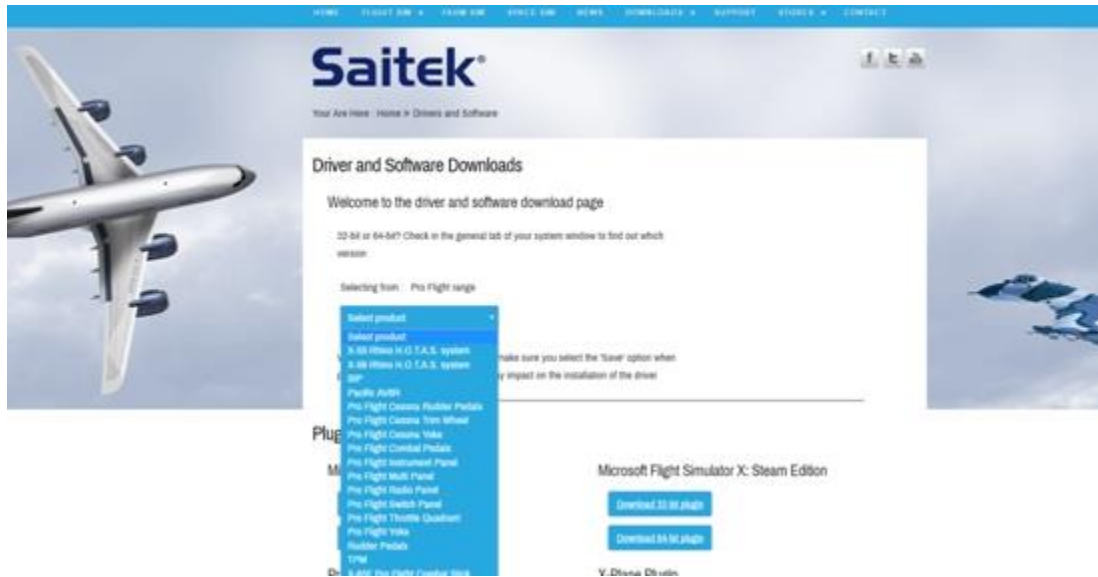 HOME FLIGHT SIM FARM SIM SPACE SIM NEWS DOWNLOADS SUPPORT STORES CONTACT
Saitek®
Your Are Here : Home » Drivers and Software
Driver and Software Downloads
Welcome to the driver and software download page
32-bit or 64-bit? Check in the general tab of your system window to find out which
version
Selecting from : Pro Flight range
Select product
Select product
H.O.T.A.S. system
Rhino H.O.T.A.S. system
make sure you select the 'Save' option when
BIP
impact on the installation of the driver
Pacific AV8R
Pro Flight Cessna Rudder Pedals
Pro Flight Cessna Trim Wheel
Plug
Pro Flight Cessna Yoke
Pro Flight Combat Pedals
Pro Flight Instrument Panel
Mi
Microsoft Flight Simulator X: Steam Edition
Pro Flight Multi Panel
Pro Flight Radio Panel
Pro Flight Switch Panel
Download 32 bit plugin
Pro Flight Throttle Quadrant
Pro Flight Yoke
Rudder Pedals
Download 64 bit plugin
TPM
Pro Flight Combat Stick
X-Plane Plugin